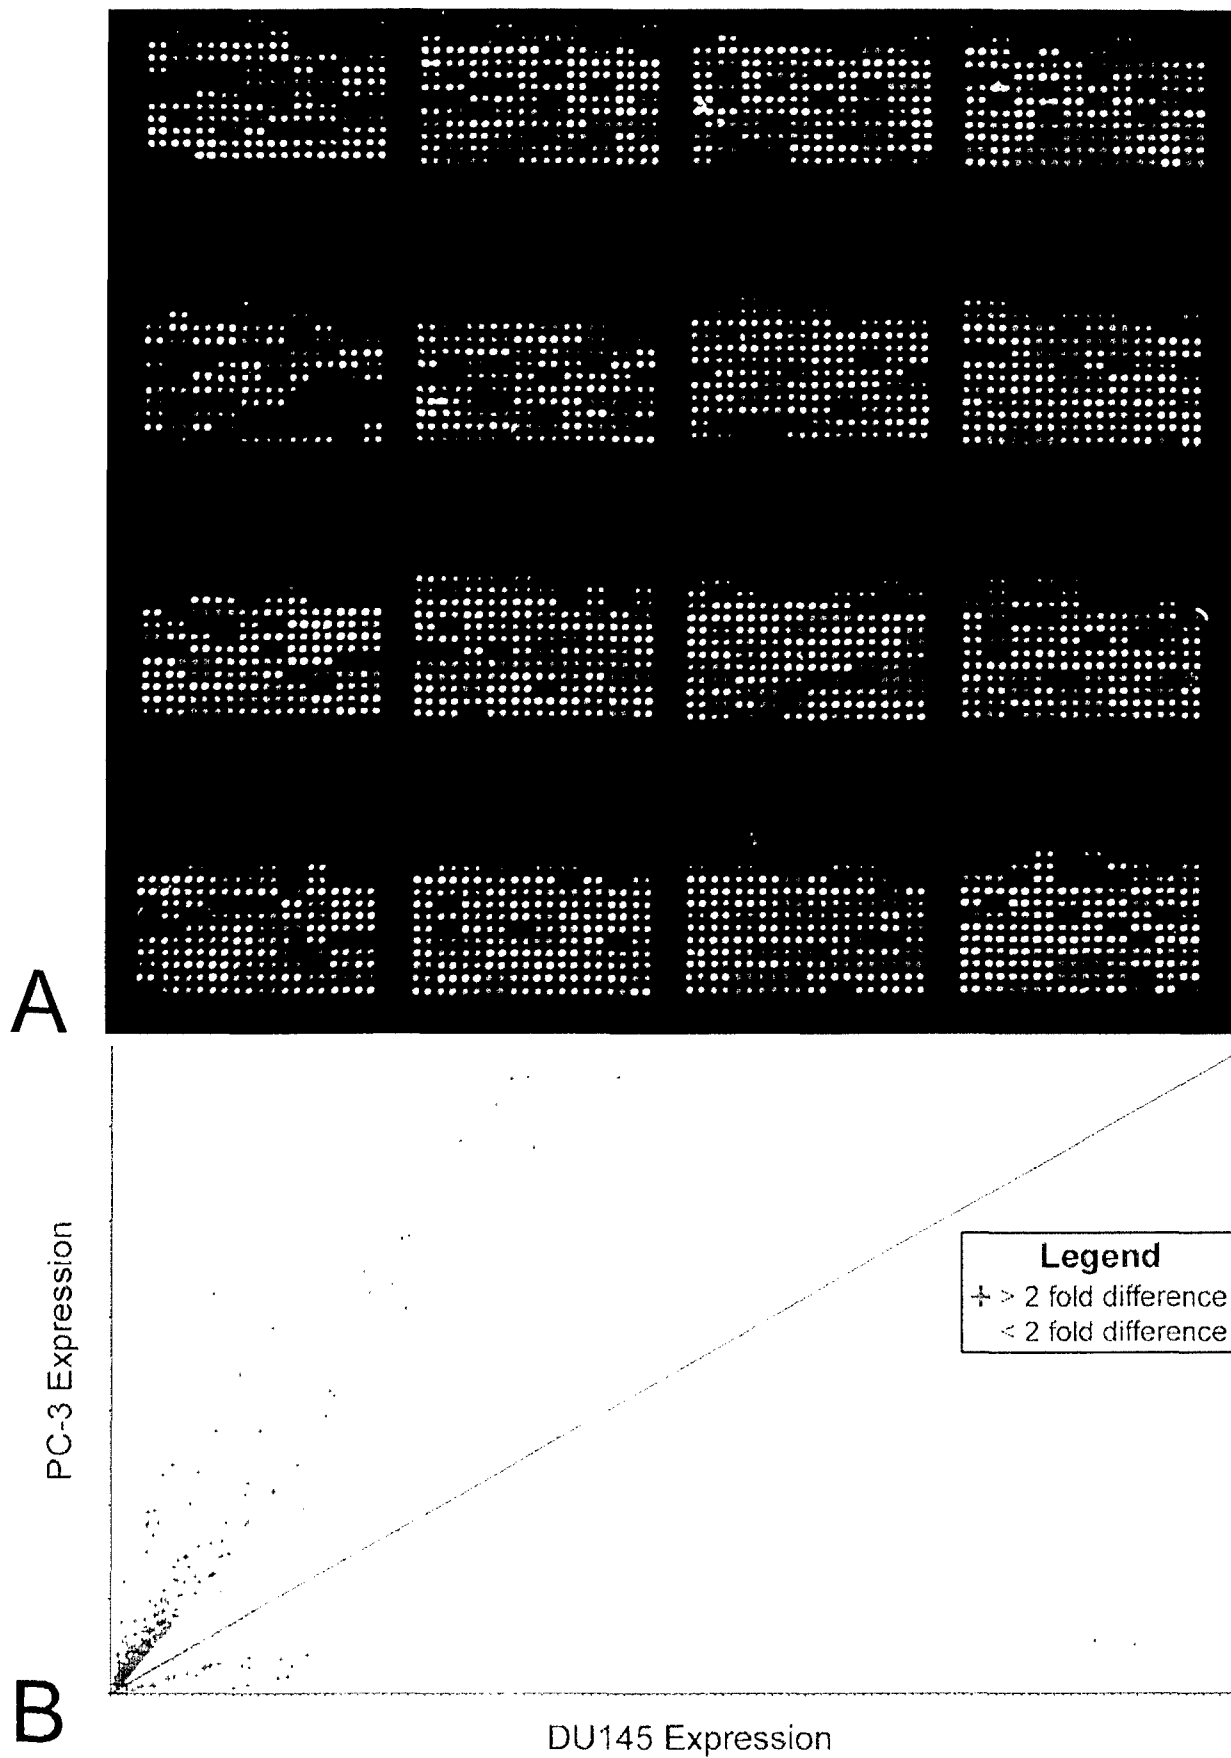 A
PC-3 Expression
Legend
+ > 2 fold difference
< 2 fold difference
B
DU145 Expression